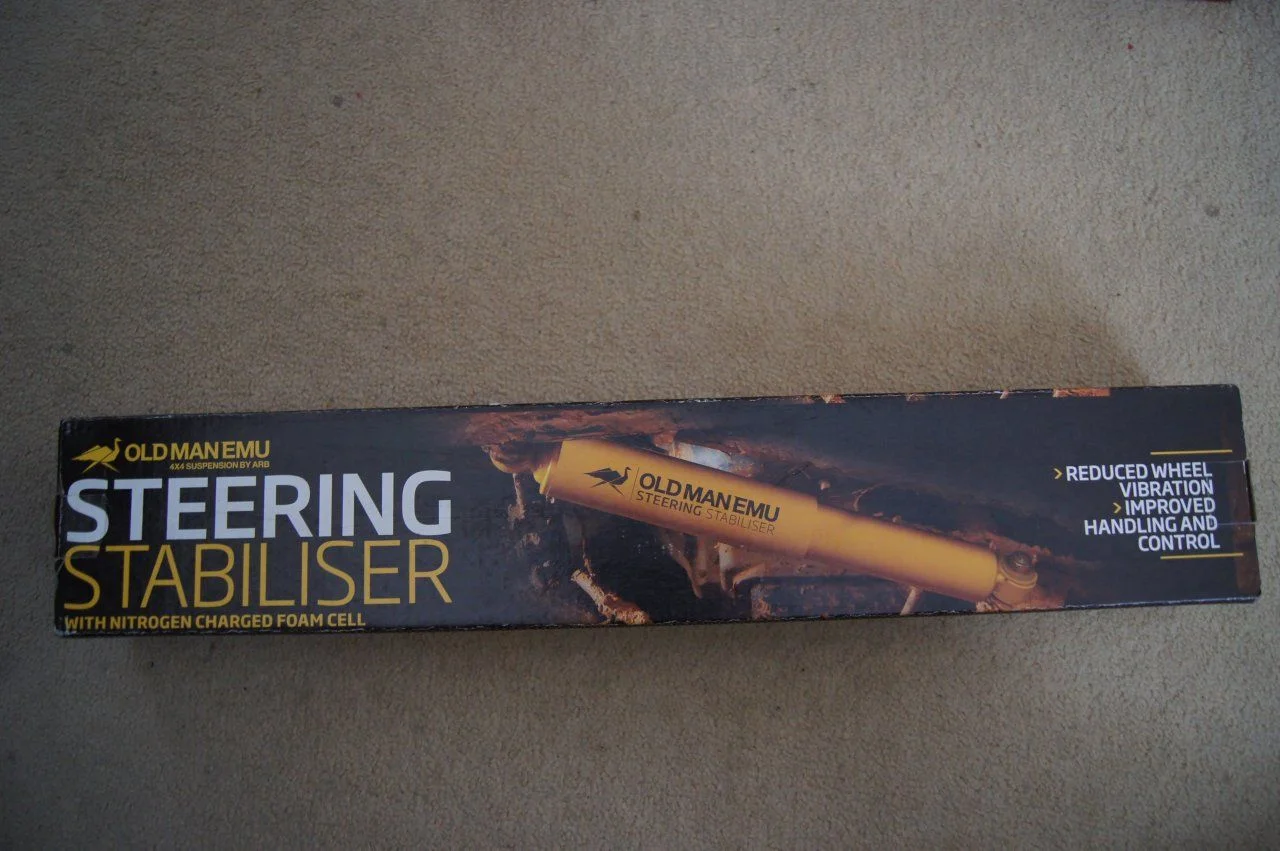 OLD MAN EMU
4X4 SUSPENSION BY ARB
STEERING
STABILISER
WITH NITROGEN CHARGED FOAM CELL
OLD MAN EMU
STEERING STABILISER
> REDUCED WHEEL
VIBRATION
> IMPROVED
HANDLING AND
CONTROL